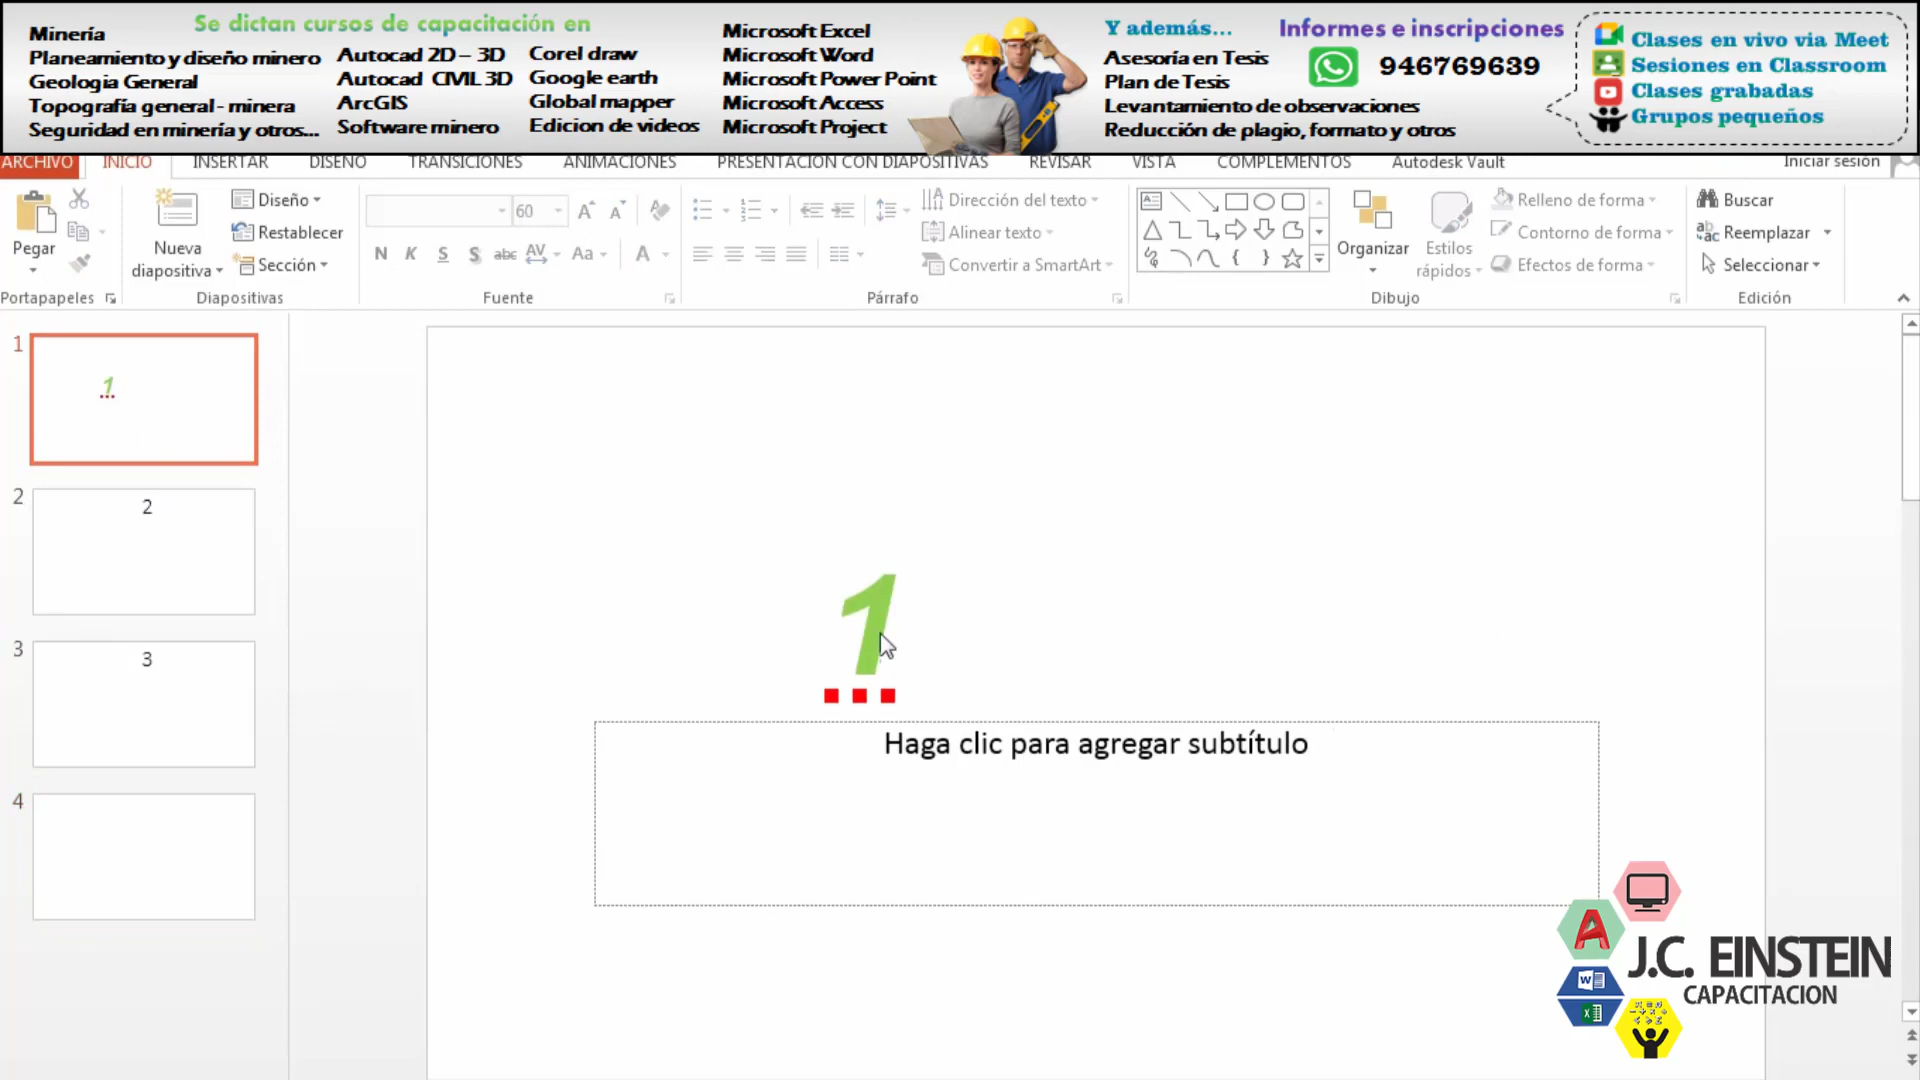 Se dictan cursos de capacitación en
Minería
Planeamiento y diseño minero
Geologia General
Topografía general - minera
Seguridad en minería y otros...
Autocad 2D – 3D
Autocad CIVIL 3D
ArcGIS
Software minero
Corel draw
Google earth
Global mapper
Edicion de videos
Microsoft Excel
Microsoft Word
Microsoft Power Point
Microsoft Access
Microsoft Project
Y además...
Asesoría en Tesis
Plan de Tesis
Levantamiento de observaciones
Reducción de plagio, formato y otros
Informes e inscripciones
946769639
Clases en vivo via Meet
Sesiones en Classroom
Clases grabadas
Grupos pequeños
ARCHIVO INICIO INSERTAR DISEÑO TRANSICIONES ANIMACIONES PRESENTACIÓN CON DIAPOSITIVAS REVISAR VISTA COMPLEMENTOS Autodesk Vault Iniciar sesión
Pegar
Portapapeles
Nueva
diapositiva
Diseño
Restablecer
Sección
Diapositivas
60
N K S S abc AV Aa A
Fuente
Dirección del texto
Alinear texto
Convertir a SmartArt
Párrafo
Organizar
Estilos
rápidos
Relleno de forma
Contorno de forma
Efectos de forma
Dibujo
Buscar
Reemplazar
Seleccionar
Edición
1
1
2
2
3
3
4
1
Haga clic para agregar subtítulo
J.C. EINSTEIN
CAPACITACION